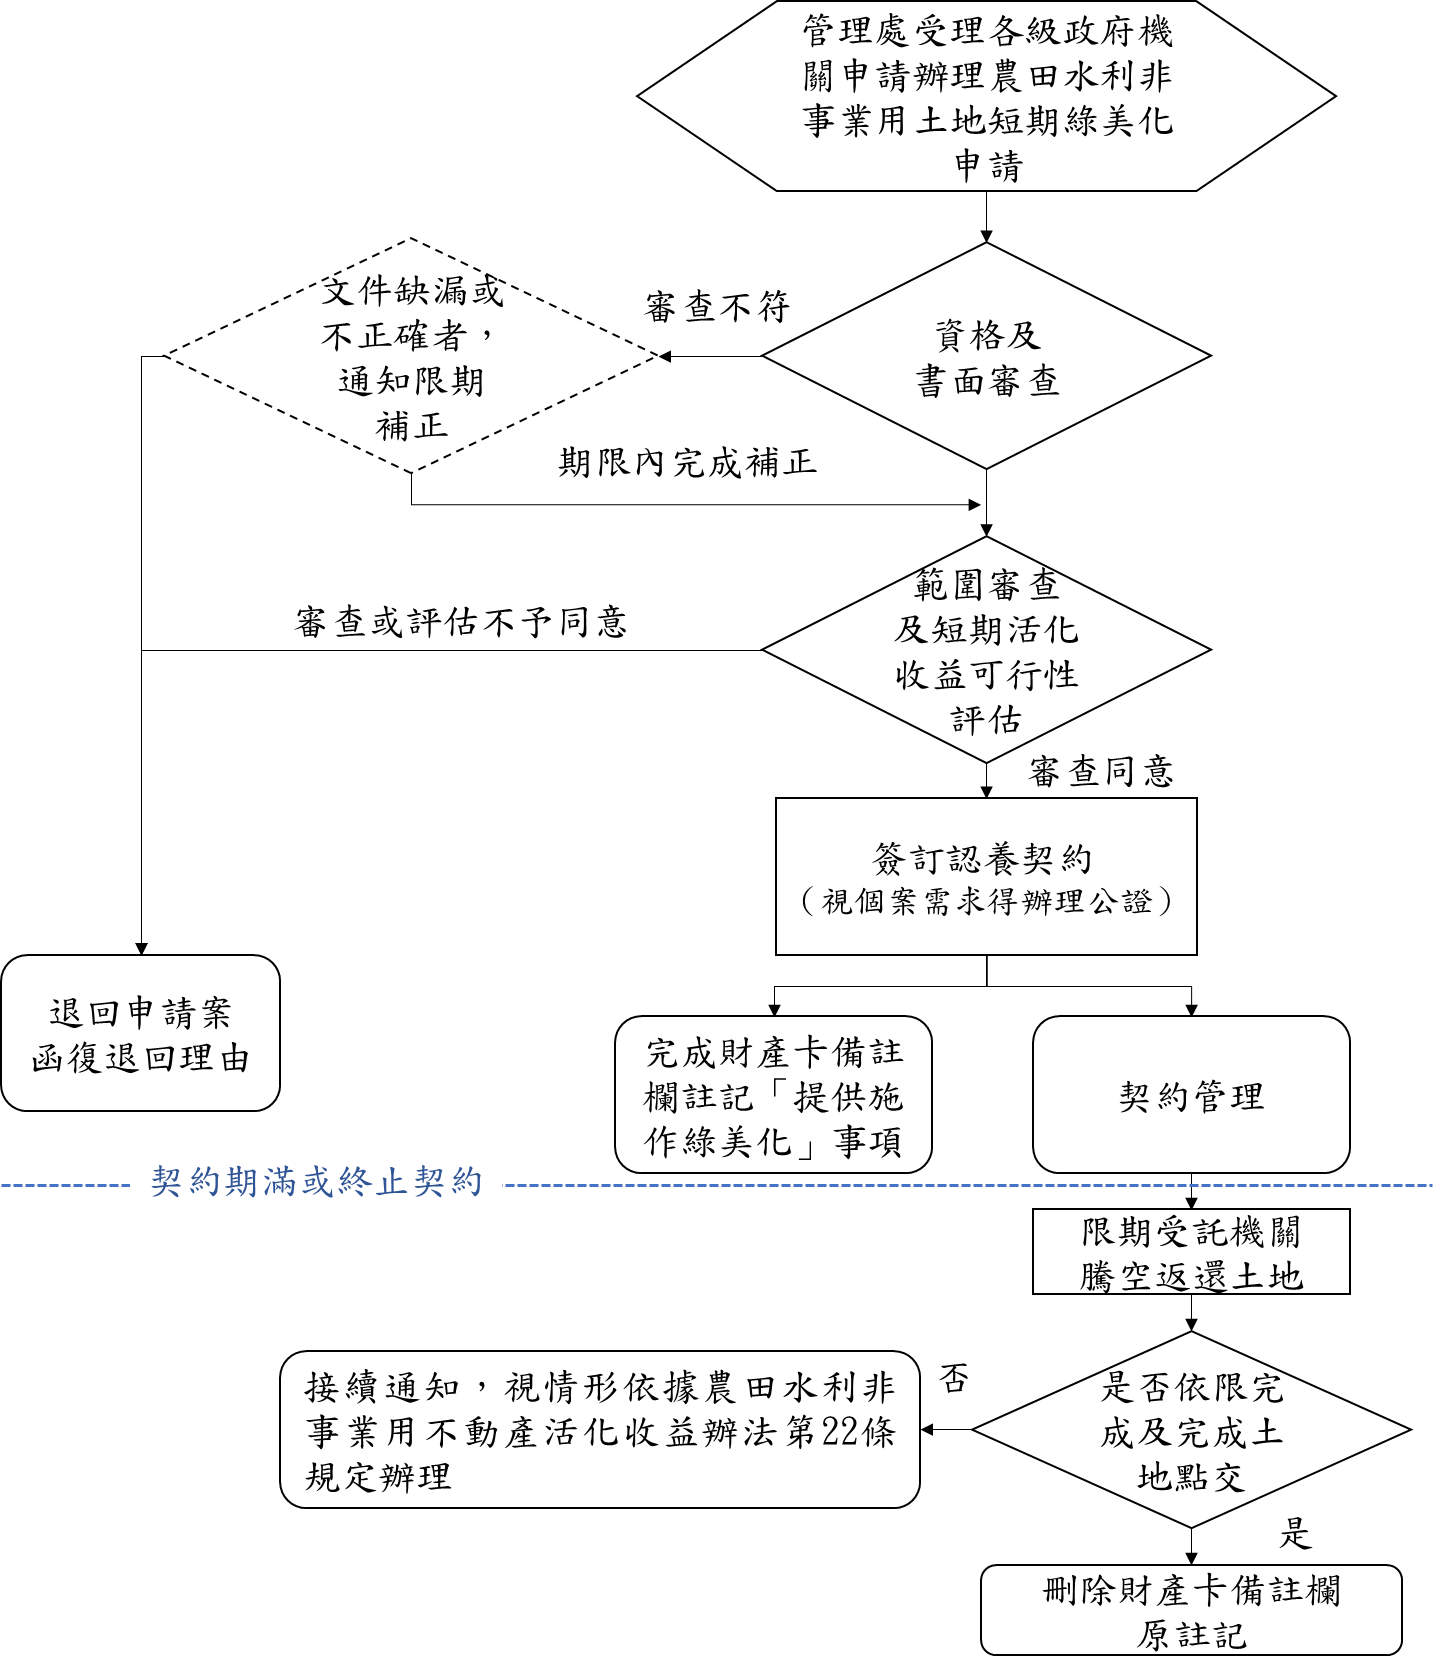 管理處受理各級政府機
關申請辦理農田水利非
事業用土地短期綠美化
申請
文件缺漏或
不正確者，
通知限期
補正
審查不符
資格及
書面審查
期限內完成補正
範圍審查
及短期活化
收益可行性
評估
審查或評估不予同意
審查同意
簽訂認養契約
（視個案需求得辦理公證）
退回申請案
函復退回理由
完成財產卡備註
欄註記「提供施
作綠美化」事項
契約管理
契約期滿或終止契約
限期受託機關
騰空返還土地
接續通知，視情形依據農田水利非
事業用不動產活化收益辦法第22條
規定辦理
否
是否依限完
成及完成土
地點交
是
刪除財產卡備註欄
原註記